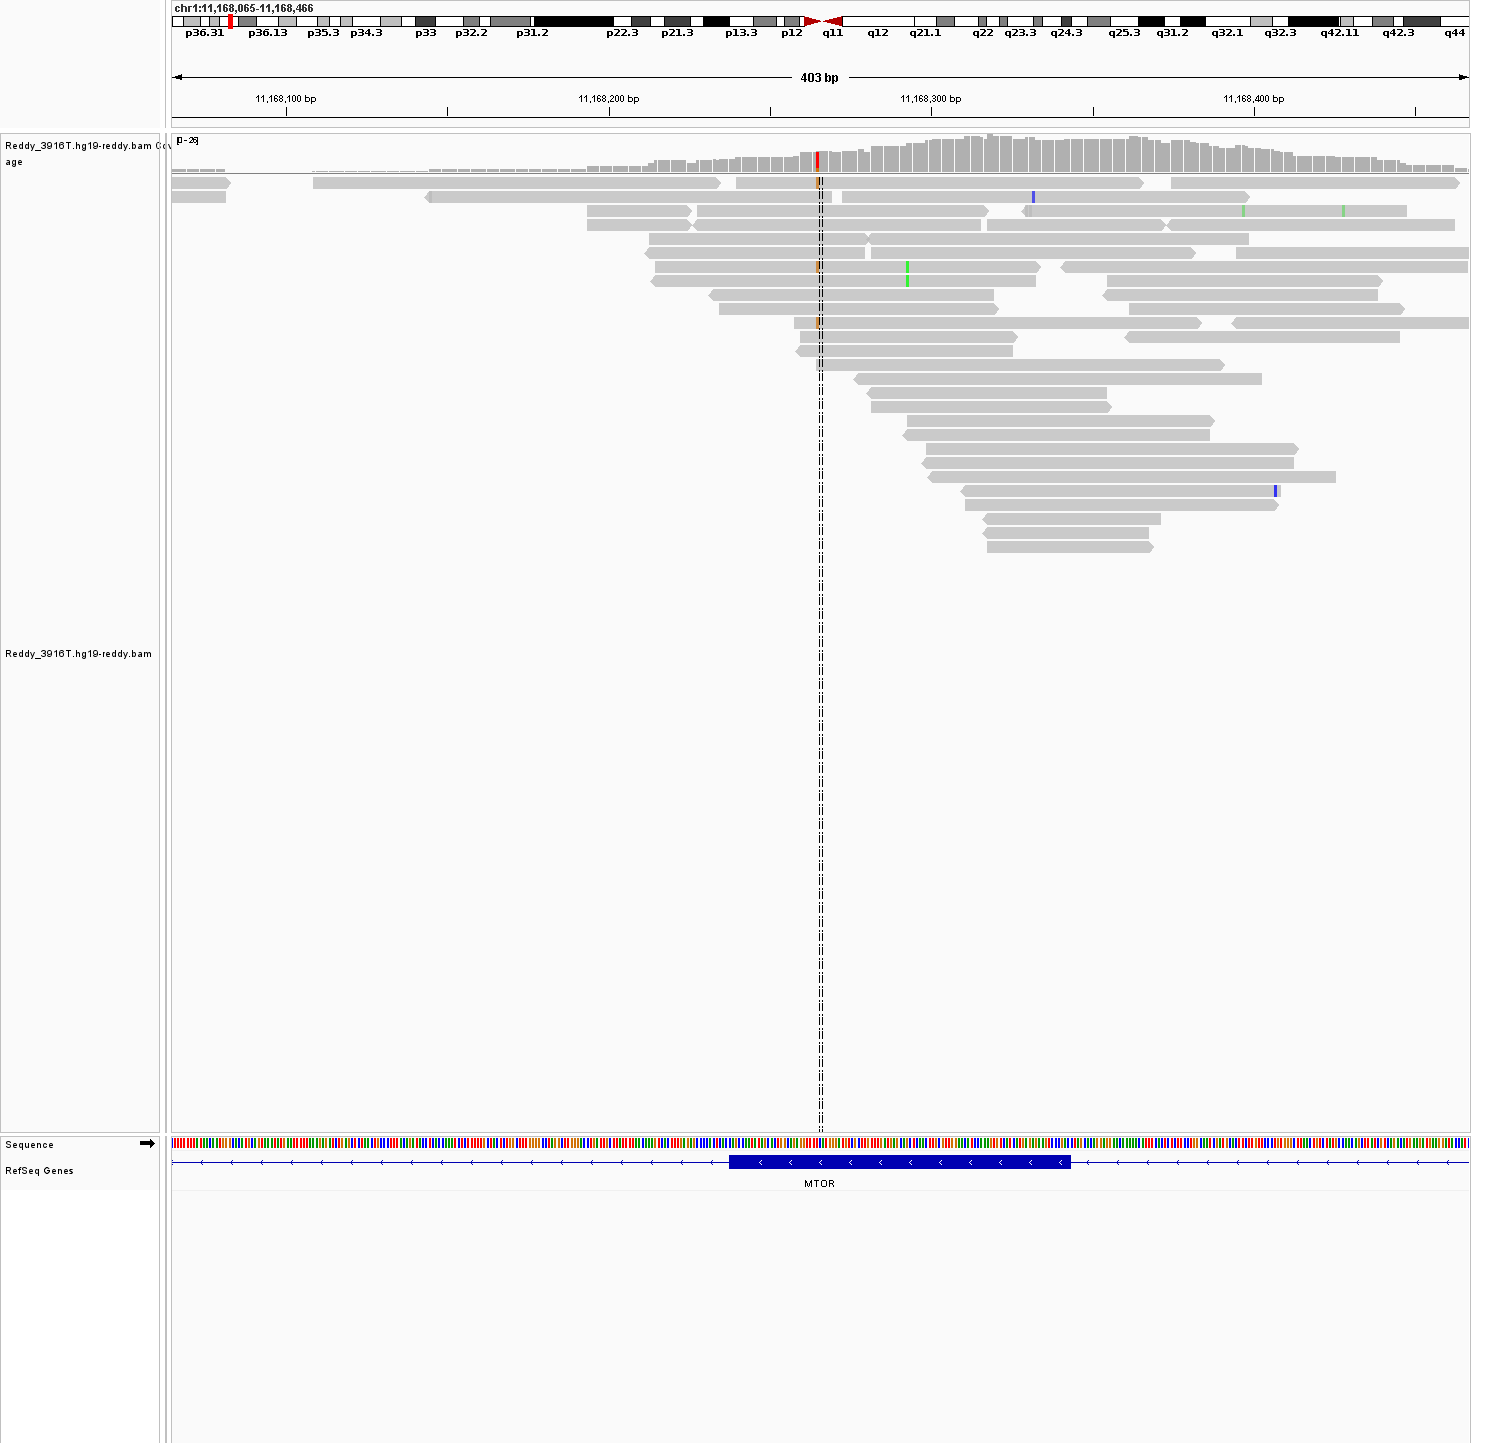 chr1:11,168,065-11,168,466
p36.31 p36.13 p35.3 p34.3 p33 p32.2 p31.2 p22.3 p21.3 p13.3 p12 q11 q12 q21.1 q22 q23.3 q24.3 q25.3 q31.2 q32.1 q32.3 q42.11 q42.3 q44
403 bp
11,168,100 bp 11,168,200 bp 11,168,300 bp 11,168,400 bp
Reddy_3916T.hg19-reddy.bam Cov
age
[0-26]
Reddy_3916T.hg19-reddy.bam
Sequence
RefSeq Genes
MTOR